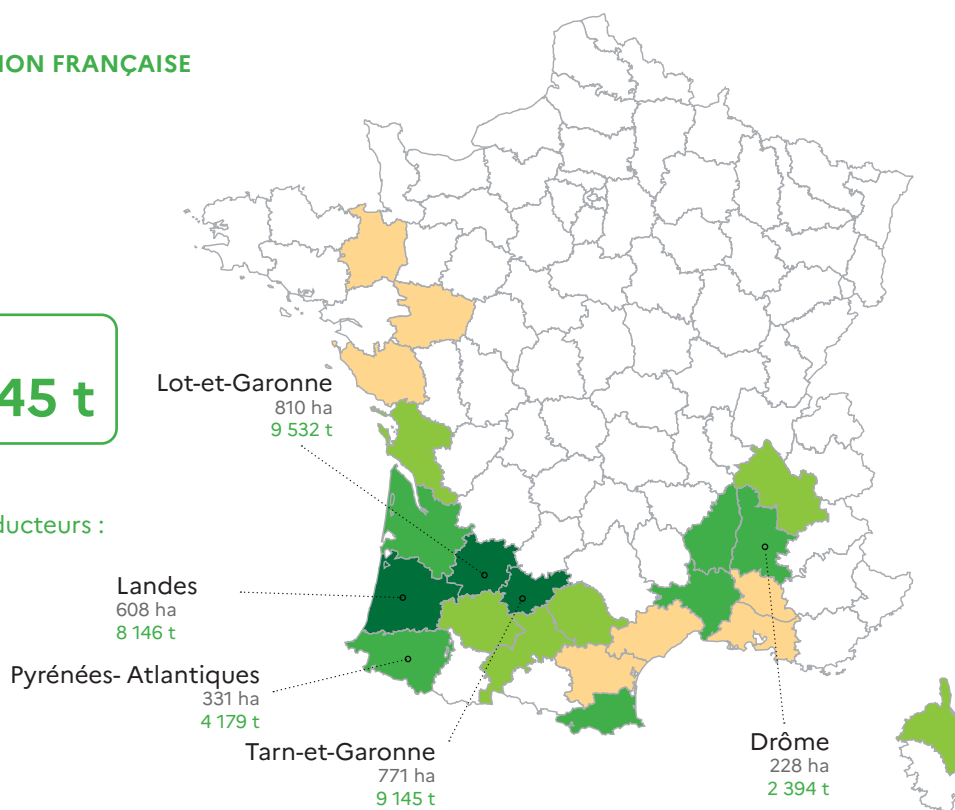 ION FRANÇAISE
45 t
ducteurs :
Lot-et-Garonne
810 ha
9 532 t
Landes
608 ha
8 146 t
Pyrénées- Atlantiques
331 ha
4 179 t
Tarn-et-Garonne
771 ha
9 145 t
Drôme
228 ha
2 394 t